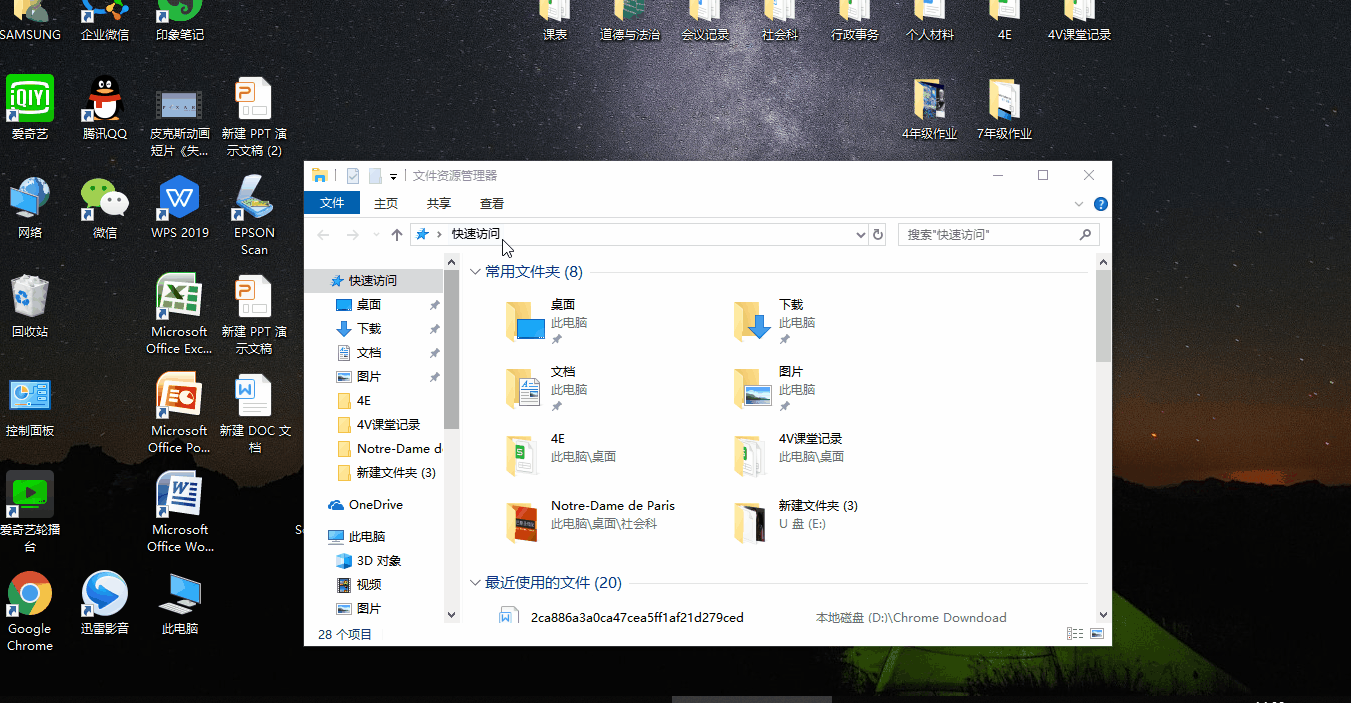 SAMSUNG
企业微信
印象笔记
课表
道德与法治
会议记录
社会科
行政事务
个人材料
4E
4V课堂记录
iQIYI
爱奇艺
腾讯QQ
PIXAR
皮克斯动画
短片《失...
新建 PPT 演
示文稿 (2)
4年级作业
7年级作业
网络
微信
WPS 2019
EPSON
Scan
回收站
Microsoft
Office Exc...
新建 PPT 演
示文稿
控制面板
Microsoft
Office Po...
新建 DOC 文
档
爱奇艺轮播
台
Microsoft
Office Wo...
Google
Chrome
迅雷影音
此电脑
文件资源管理器
文件
主页
共享
查看
快速访问
搜索"快速访问"
快速访问
桌面
下载
文档
图片
4E
4V课堂记录
Notre-Dame d
新建文件夹 (3)
OneDrive
此电脑
3D 对象
视频
图片
常用文件夹 (8)
桌面
此电脑
下载
此电脑
文档
此电脑
图片
此电脑
4E
此电脑\桌面
4V课堂记录
此电脑\桌面
Notre-Dame de Paris
此电脑\桌面\社会科
新建文件夹 (3)
U 盘 (E:)
最近使用的文件 (20)
2ca886a3a0ca47cea5ff1af21d279ced
本地磁盘 (D:)\Chrome Downdoad
28 个项目